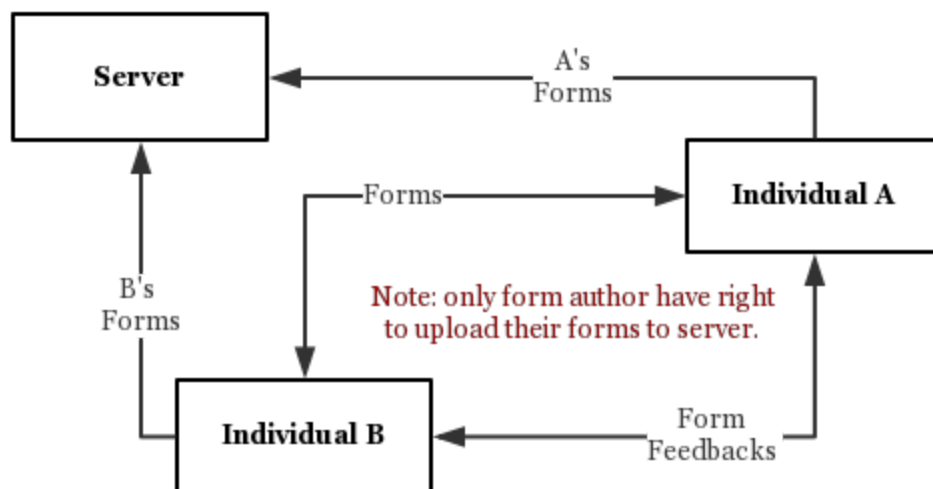 Server
A's
Forms
Individual A
Forms
B's
Forms
Note: only form author have right
to upload their forms to server.
Individual B
Form
Feedbacks